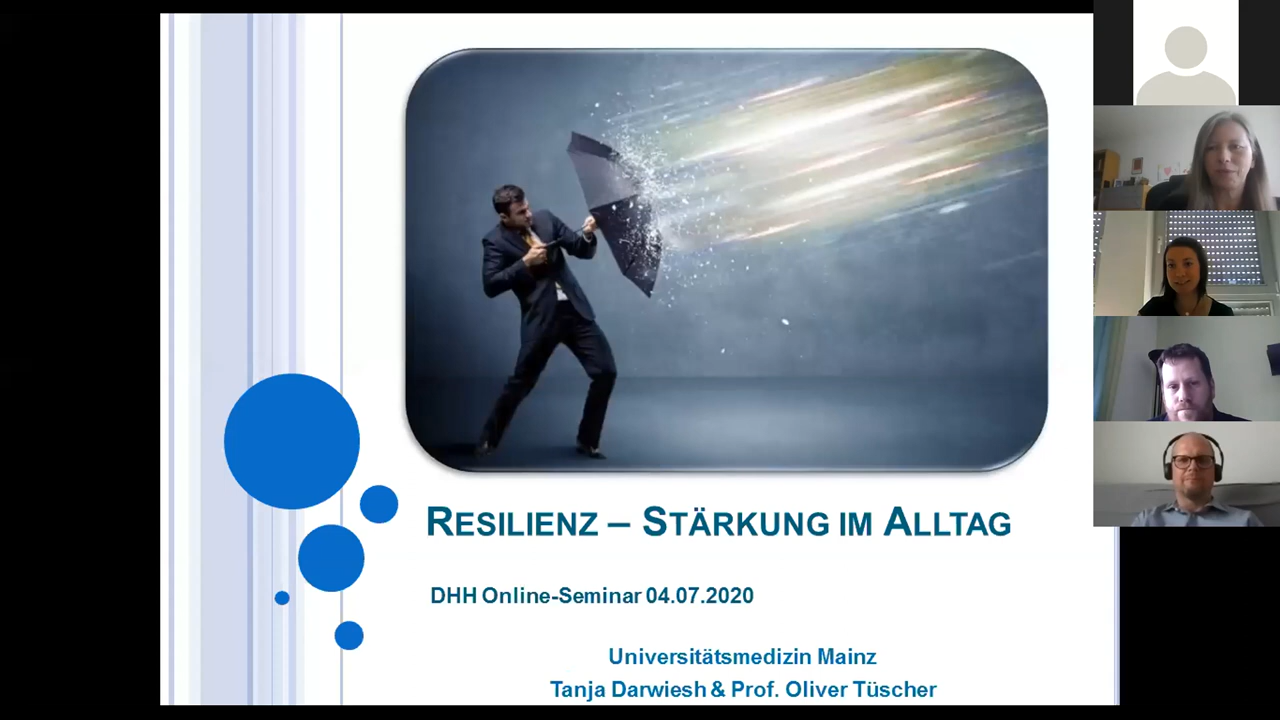 RESILIENZ – STÄRKUNG IM ALLTAG
DHH Online-Seminar 04.07.2020
Universitätsmedizin Mainz
Tanja Darwiesh & Prof. Oliver Tüscher